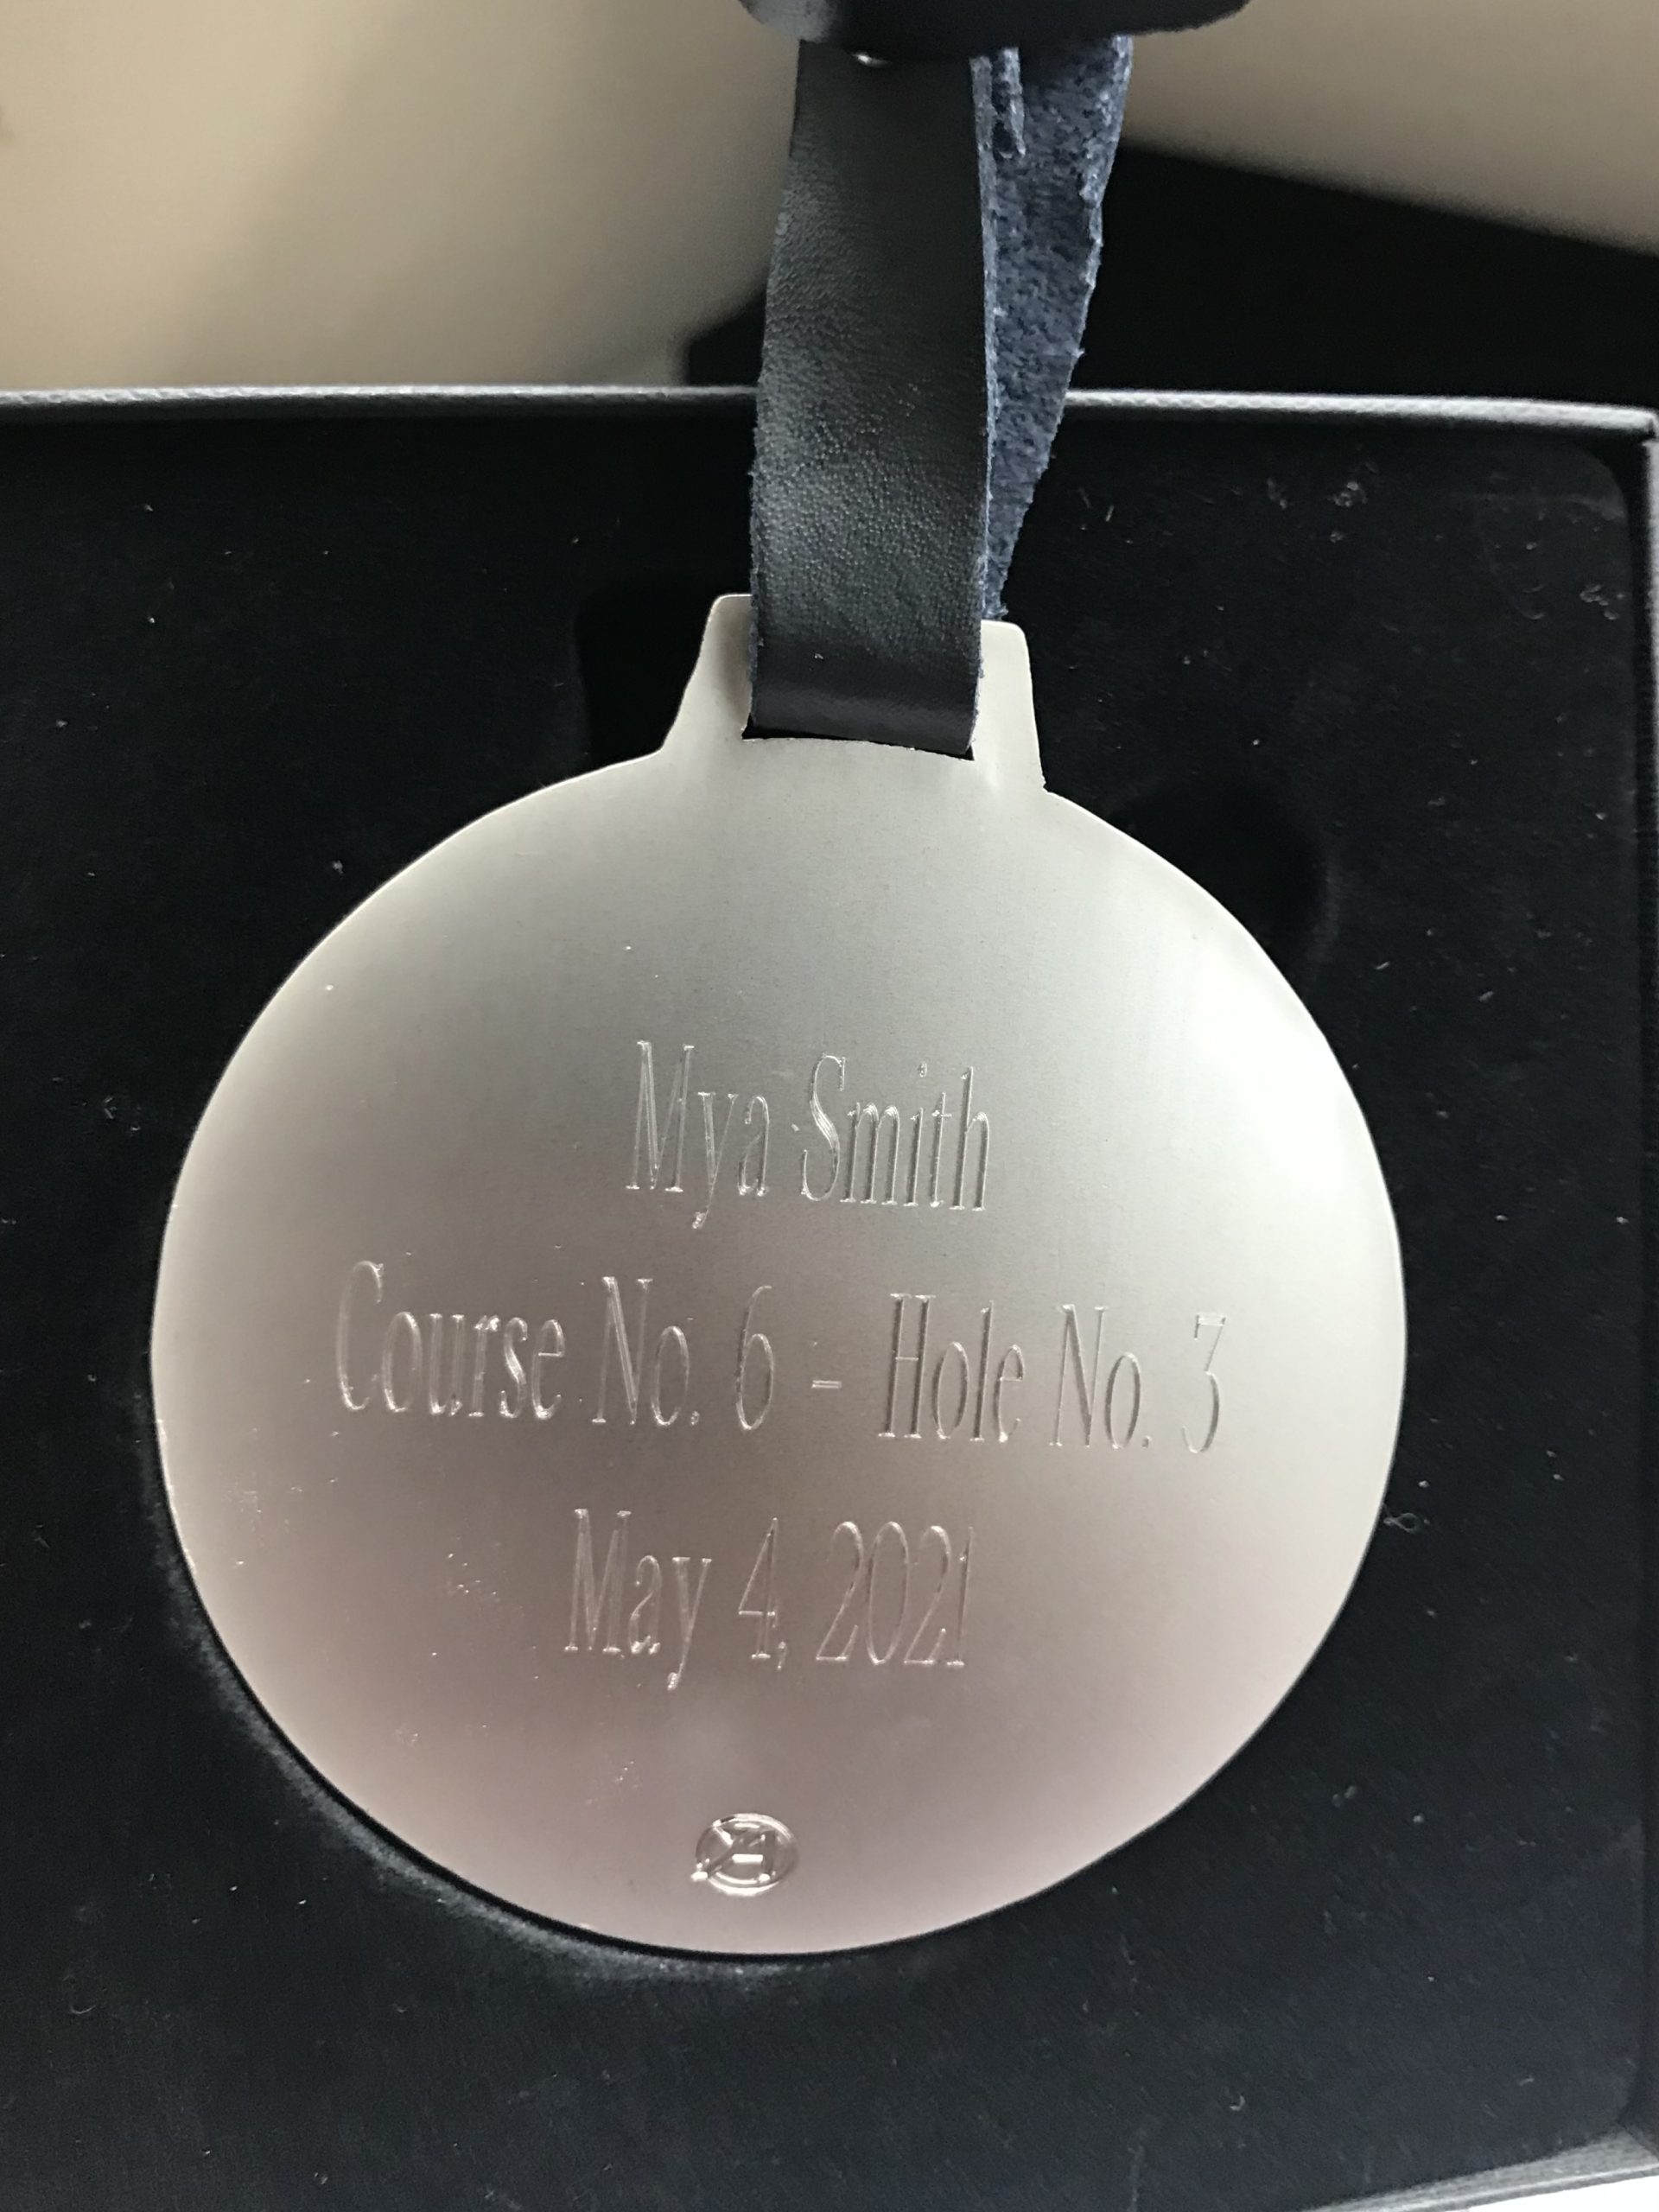 Mya Smith
Course No. 6 - Hole No. 3
May 4, 2021